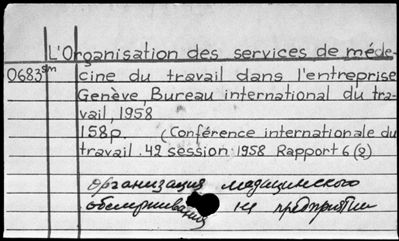 L'Organisation des services de méde-
0683 sm cine du travail dans l'entreprise
Genève, Bureau international du tra-
vail, 1958
158p. (Conférence internationale du
travail. 42 session 1958 Rapport 6 (2)
организация медицинского
обслуживания на предприятии